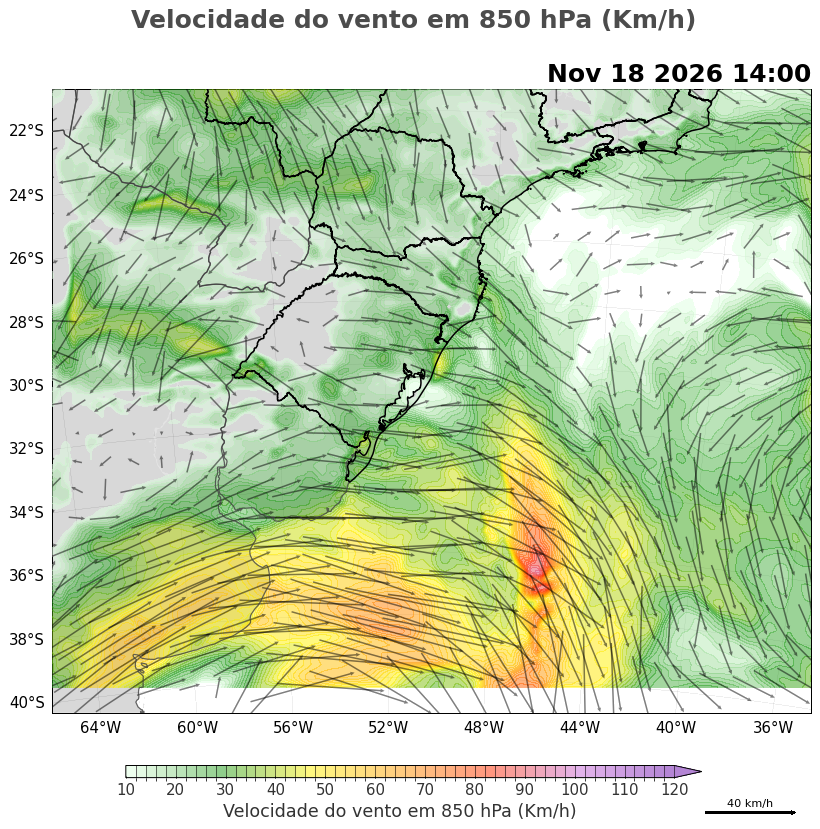 Velocidade do vento em 850 hPa (Km/h)
Nov 18 2026 14:00
22°S
24°S
26°S
28°S
30°S
32°S
34°S
36°S
38°S
40°S
64°W 60°W 56°W 52°W 48°W 44°W 40°W 36°W
10 20 30 40 50 60 70 80 90 100 110 120
Velocidade do vento em 850 hPa (Km/h)
40 km/h